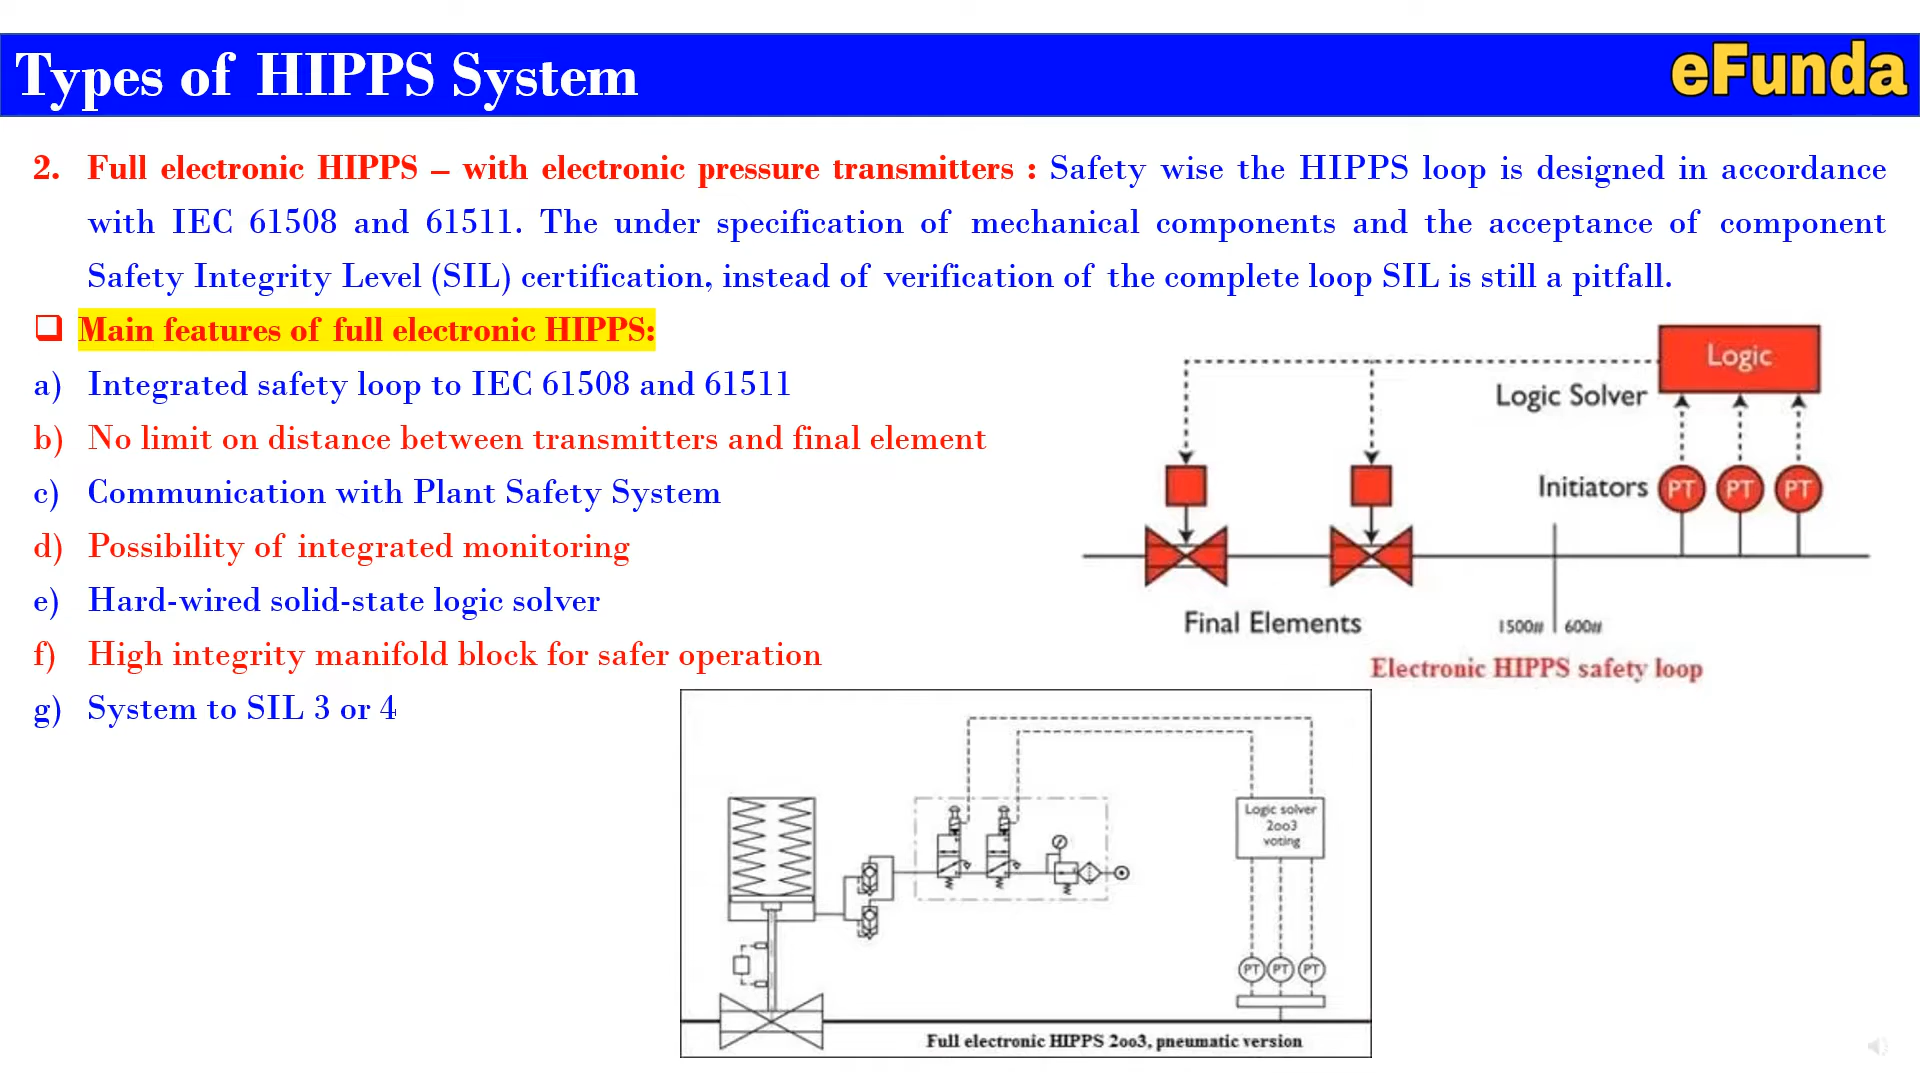 Types of HIPPS System
eFunda
2. Full electronic HIPPS – with electronic pressure transmitters : Safety wise the HIPPS loop is designed in accordance
with IEC 61508 and 61511. The under specification of mechanical components and the acceptance of component
Safety Integrity Level (SIL) certification, instead of verification of the complete loop SIL is still a pitfall.
Main features of full electronic HIPPS:
a) Integrated safety loop to IEC 61508 and 61511
b) No limit on distance between transmitters and final element
c) Communication with Plant Safety System
d) Possibility of integrated monitoring
e) Hard-wired solid-state logic solver
f) High integrity manifold block for safer operation
g) System to SIL 3 or 4
Logic
Logic Solver
Initiators PT PT PT
Final Elements
1500# 600#
Electronic HIPPS safety loop
Logic solver
2oo3
voting
PT PT PT
Full electronic HIPPS 2oo3, pneumatic version